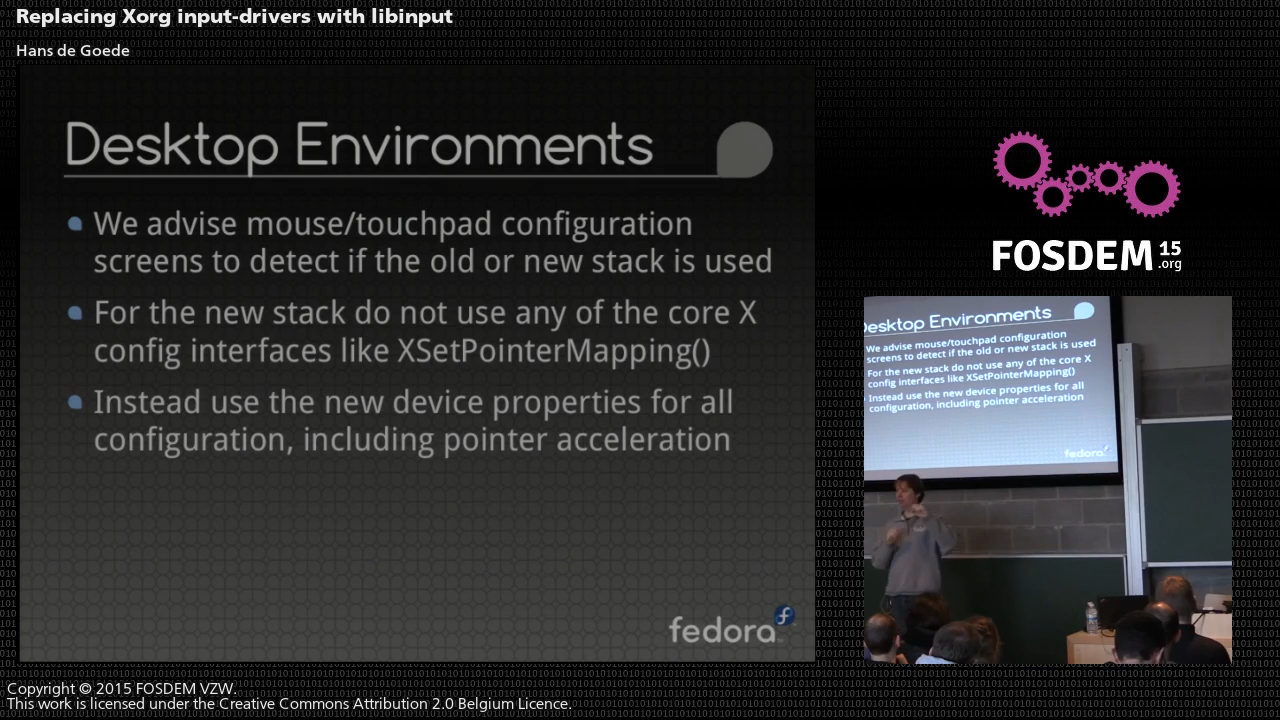 Replacing Xorg input-drivers with libinput
Hans de Goede
Desktop Environments
We advise mouse/touchpad configuration
screens to detect if the old or new stack is used
For the new stack do not use any of the core X
config interfaces like XSetPointerMapping()
Instead use the new device properties for all
configuration, including pointer acceleration
fedora
FOSDEM 15
.org
Desktop Environments
We advise mouse/touchpad configuration
screens to detect if the old or new stack is used
For the new stack do not use any of the core X
config interfaces like XSetPointerMapping()
Instead use the new device properties for all
configuration, including pointer acceleration
fedora
Copyright © 2015 FOSDEM VZW.
This work is licensed under the Creative Commons Attribution 2.0 Belgium Licence.